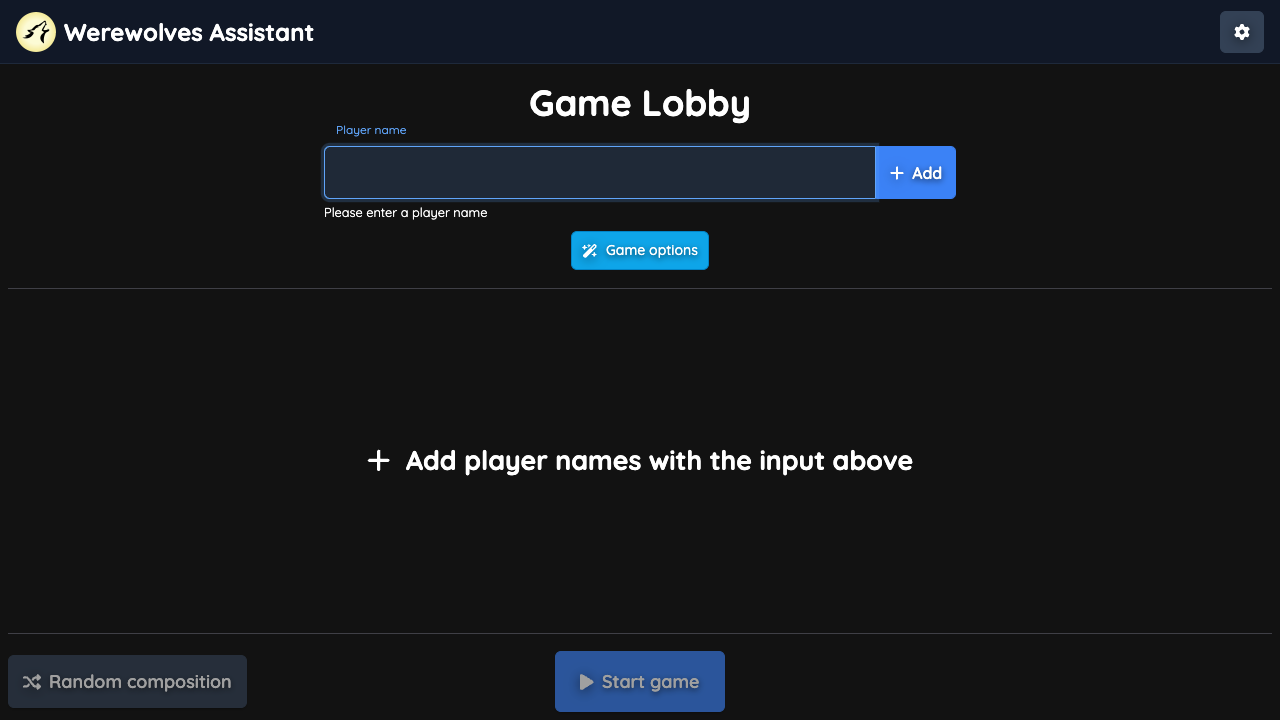 Werewolves Assistant
Game Lobby
Player name
Add
Please enter a player name
Game options
Add player names with the input above
Random composition
Start game